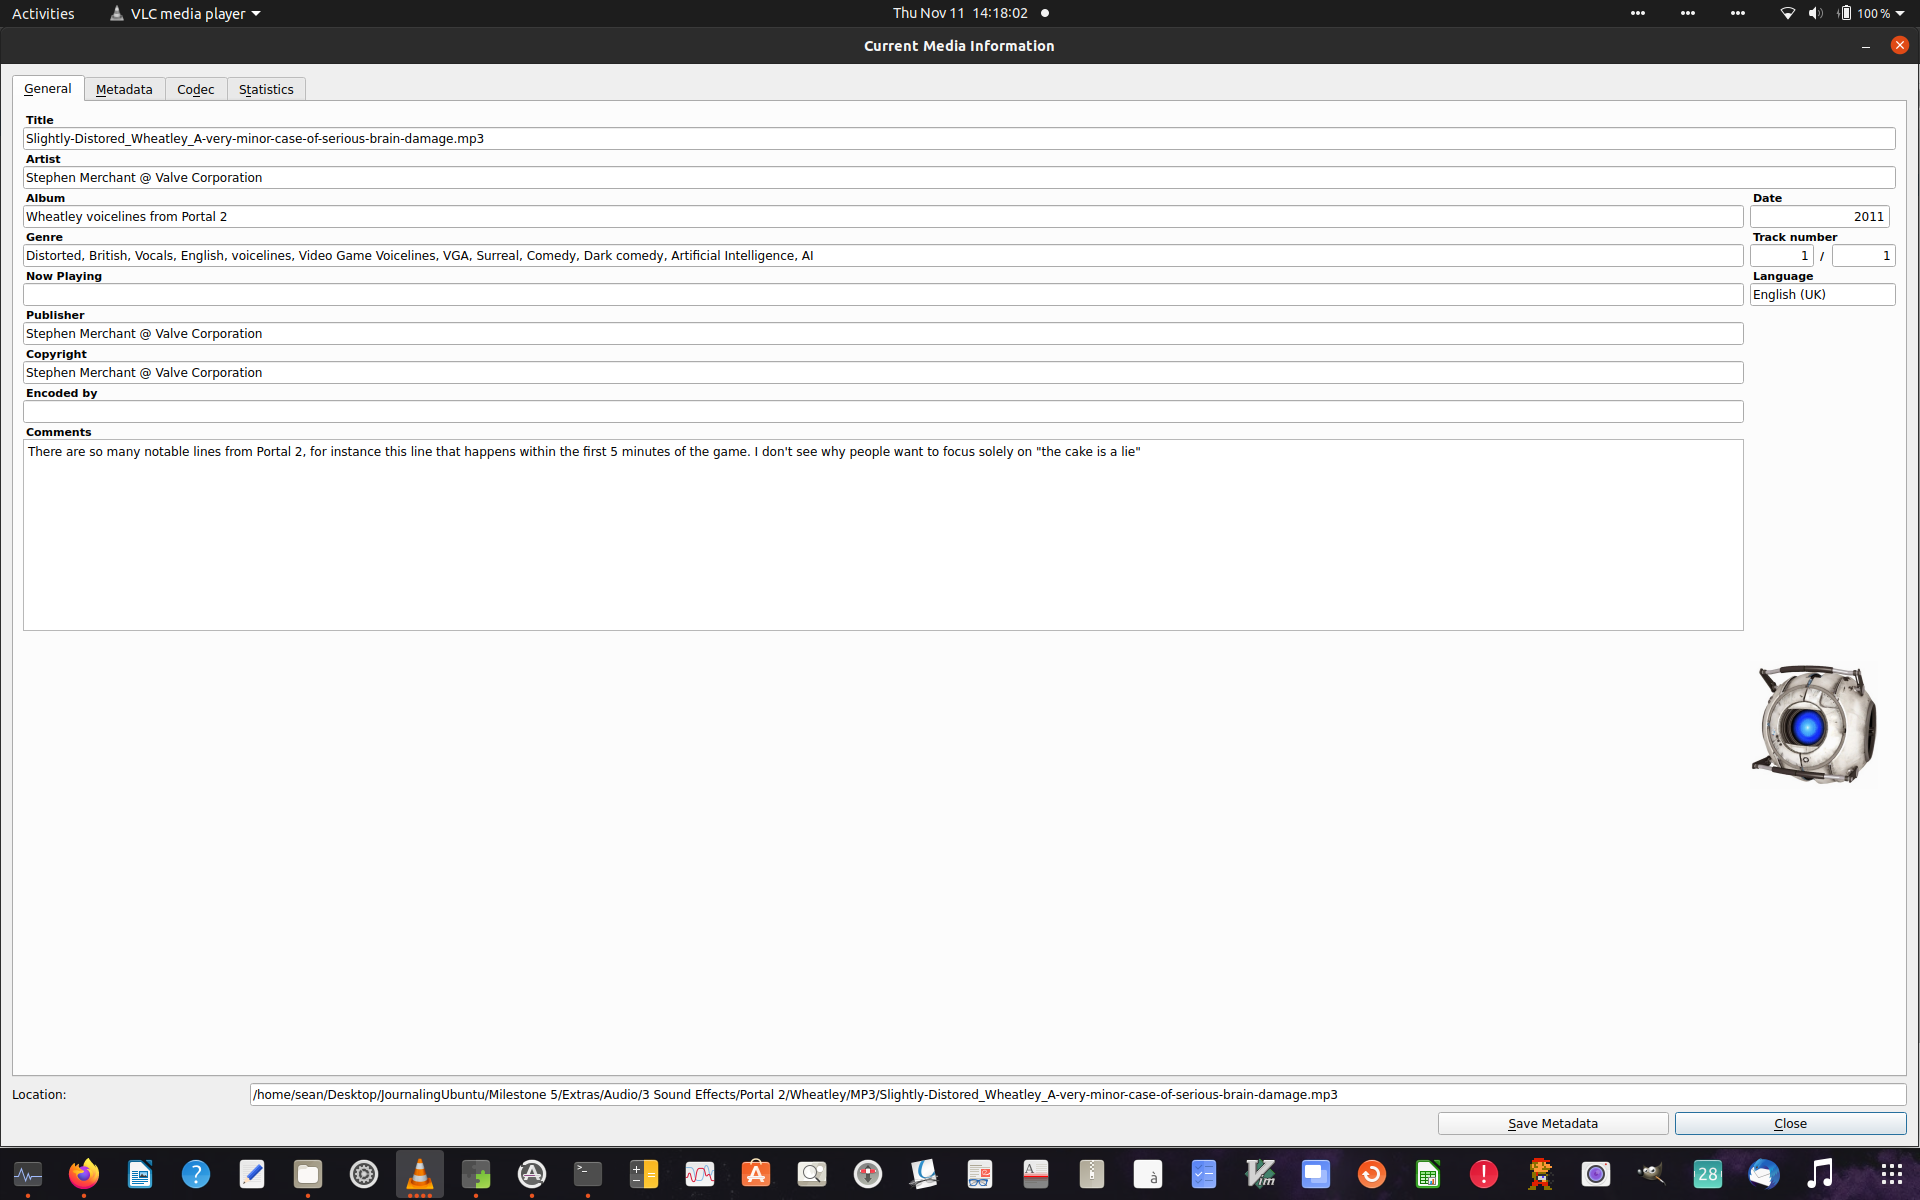 Activities VLC media player Thu Nov 11 14:18:02 100 %
Current Media Information
General Metadata Codec Statistics
Title
Slightly-Distored_Wheatley_A-very-minor-case-of-serious-brain-damage.mp3
Artist
Stephen Merchant @ Valve Corporation
Album Date
Wheatley voicelines from Portal 2 2011
Genre Track number
Distorted, British, Vocals, English, voicelines, Video Game Voicelines, VGA, Surreal, Comedy, Dark comedy, Artificial Intelligence, AI 1 / 1
Now Playing Language
English (UK)
Publisher
Stephen Merchant @ Valve Corporation
Copyright
Stephen Merchant @ Valve Corporation
Encoded by
Comments
There are so many notable lines from Portal 2, for instance this line that happens within the first 5 minutes of the game. I don't see why people want to focus solely on "the cake is a lie"
Location: /home/sean/Desktop/JournalingUbuntu/Milestone 5/Extras/Audio/3 Sound Effects/Portal 2/Wheatley/MP3/Slightly-Distored_Wheatley_A-very-minor-case-of-serious-brain-damage.mp3
Save Metadata Close
28